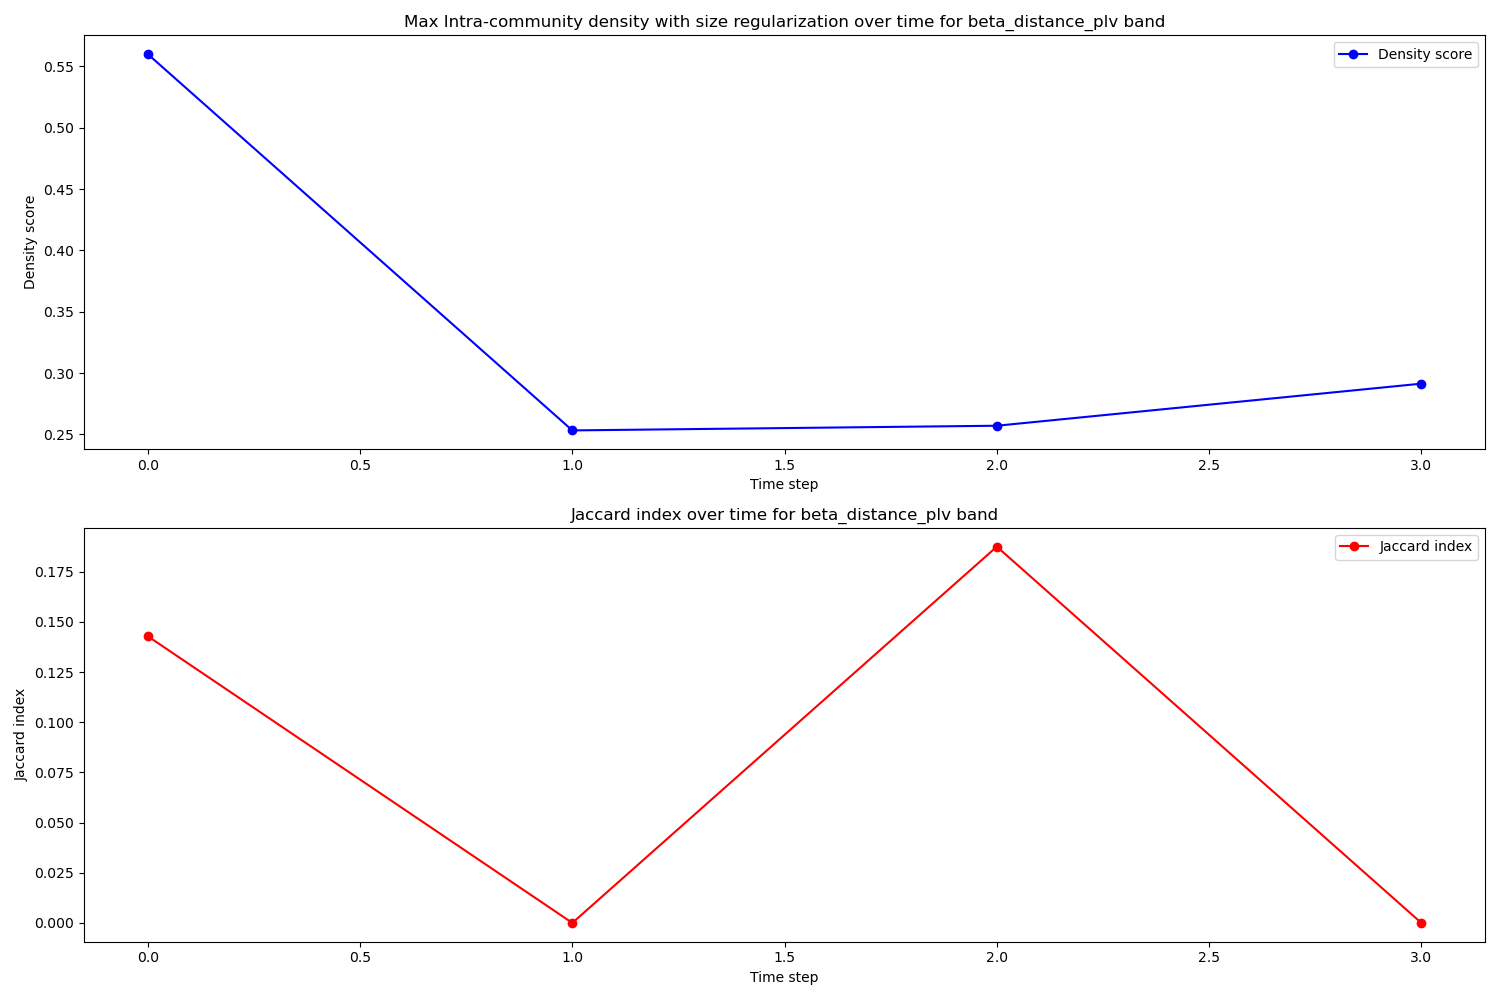 Max Intra-community density with size regularization over time for beta_distance_plv band
Density score
0.55
0.50
0.45
0.40
0.35
0.30
0.25
Density score
0.0 0.5 1.0 1.5 2.0 2.5 3.0
Time step
Jaccard index over time for beta_distance_plv band
Jaccard index
0.175
0.150
0.125
0.100
0.075
0.050
0.025
0.000
Jaccard index
0.0 0.5 1.0 1.5 2.0 2.5 3.0
Time step